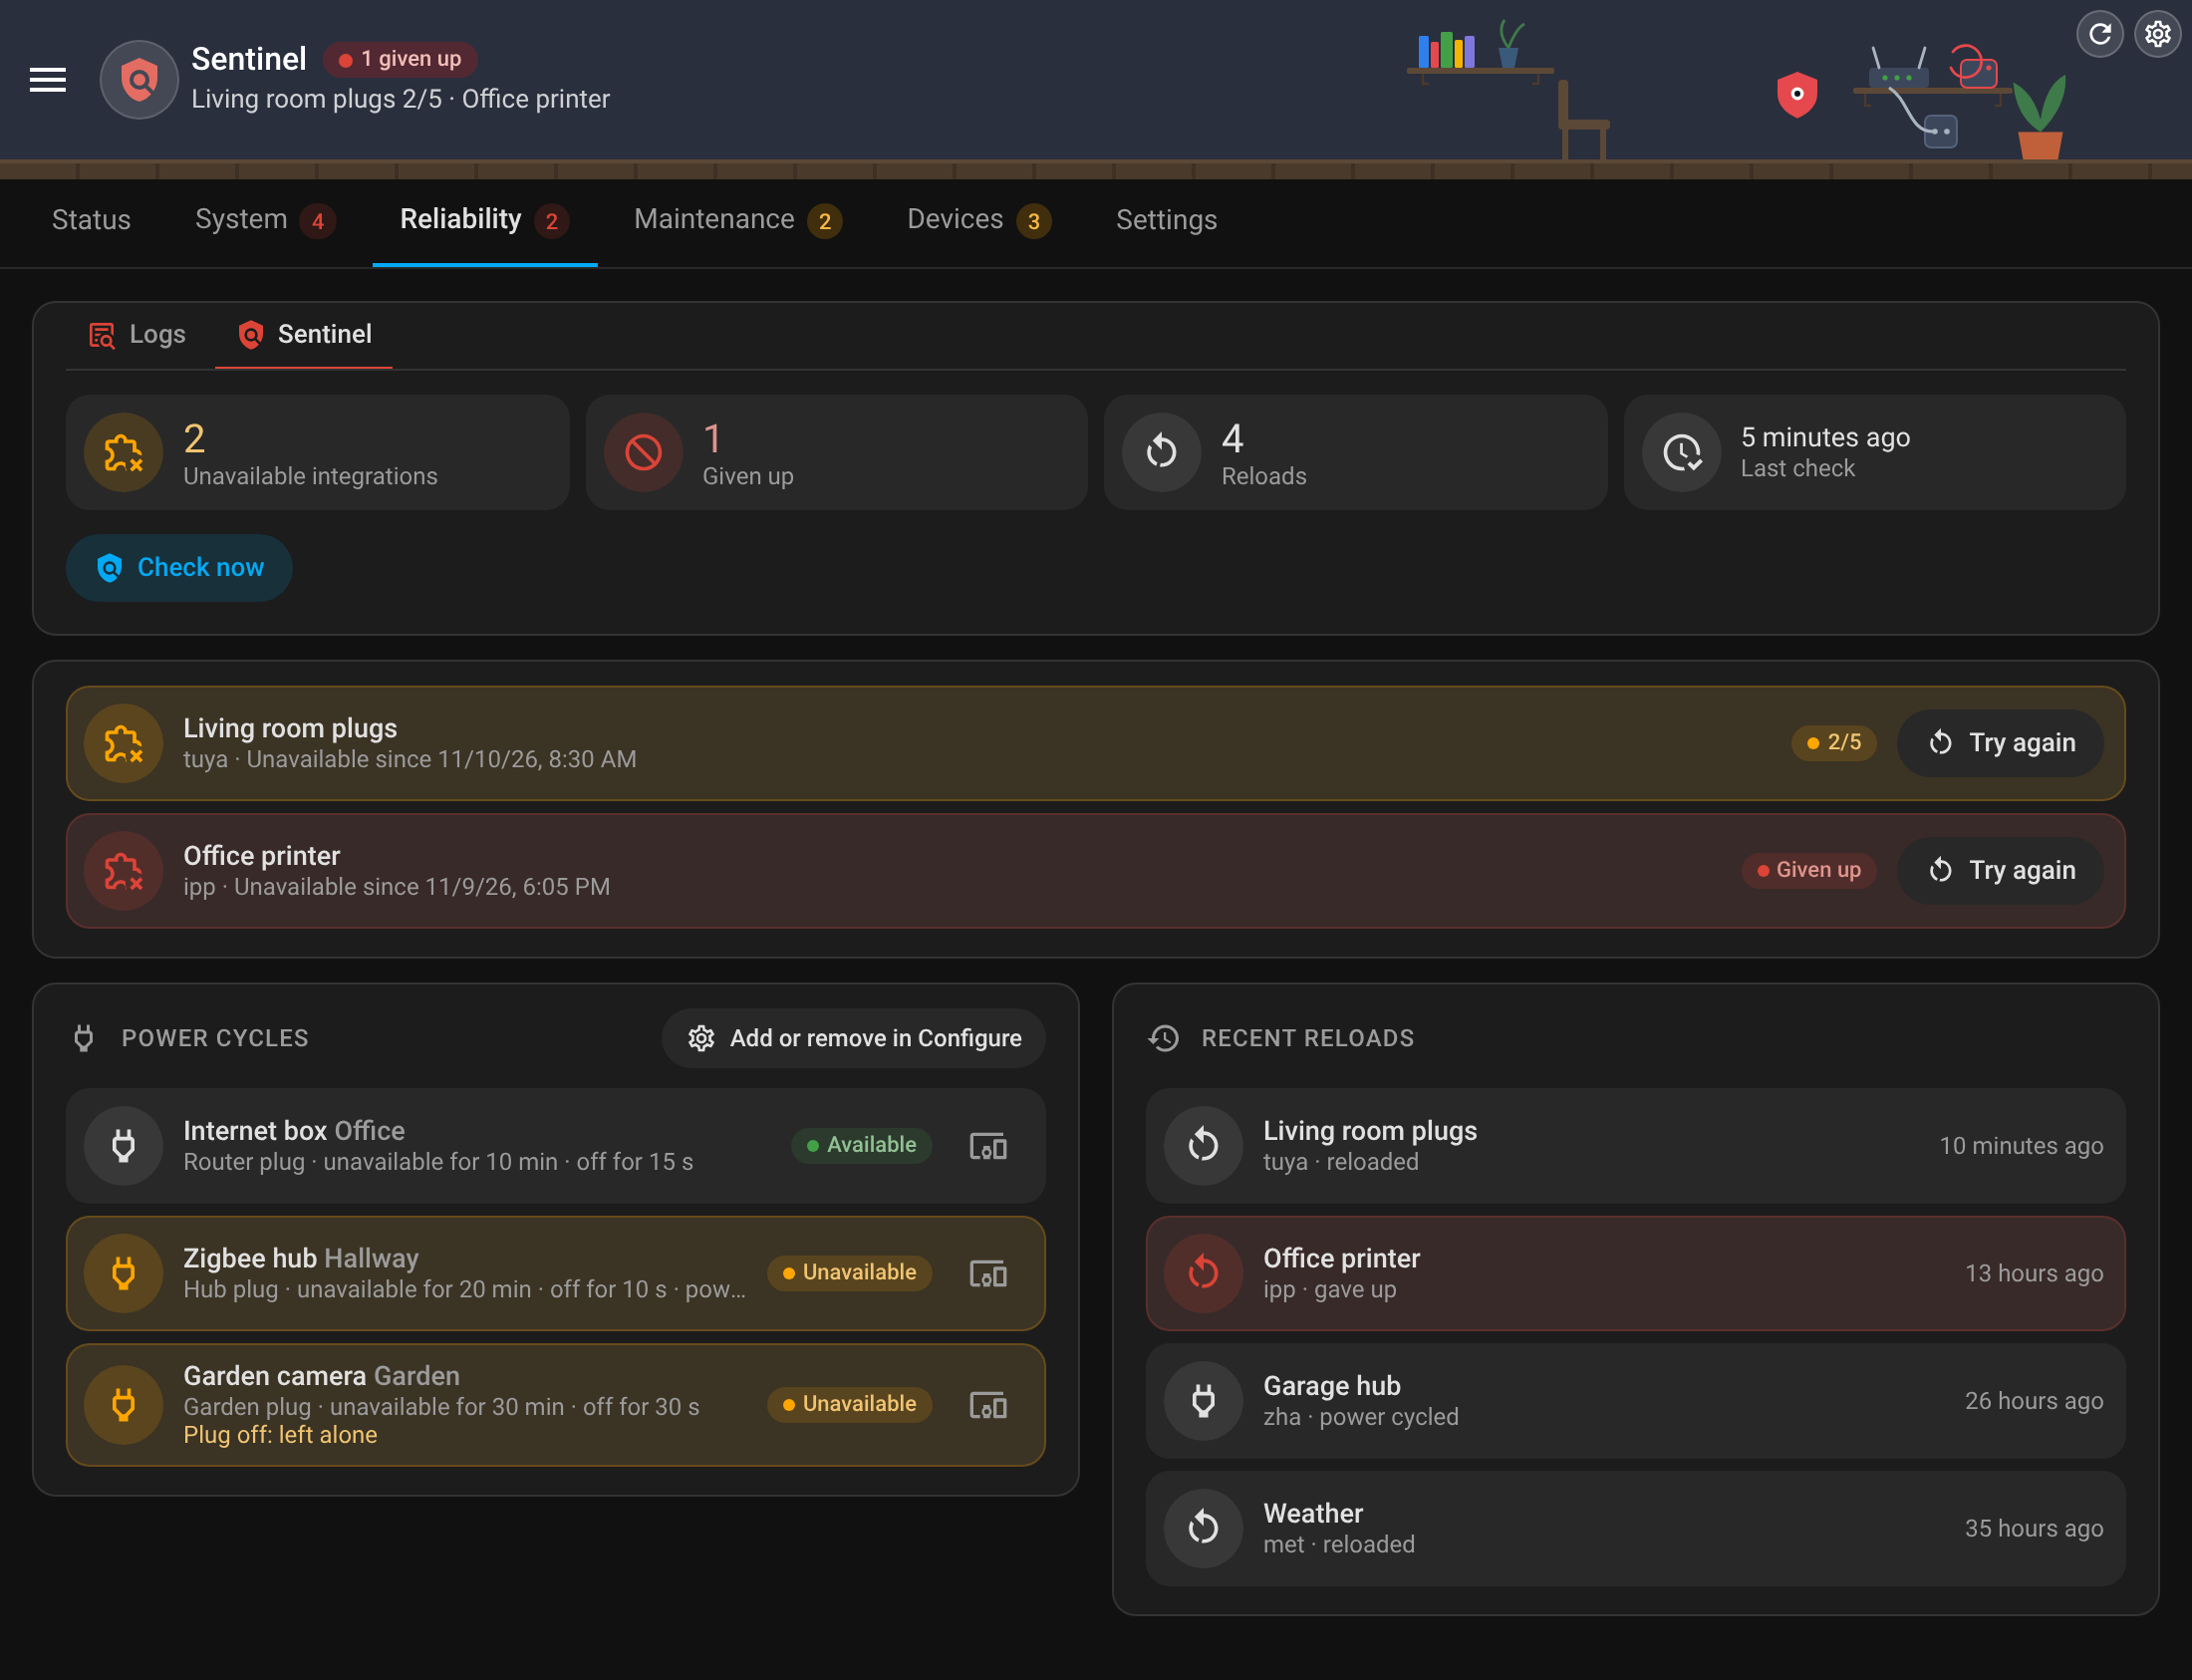 Sentinel
1 given up
Living room plugs 2/5 · Office printer
Status
System 4
Reliability 2
Maintenance 2
Devices 3
Settings
Logs
Sentinel
2
Unavailable integrations
1
Given up
4
Reloads
5 minutes ago
Last check
Check now
Living room plugs
tuya · Unavailable since 11/10/26, 8:30 AM
2/5
Try again
Office printer
ipp · Unavailable since 11/9/26, 6:05 PM
Given up
Try again
POWER CYCLES
Add or remove in Configure
Internet box Office
Router plug · unavailable for 10 min · off for 15 s
Available
Zigbee hub Hallway
Hub plug · unavailable for 20 min · off for 10 s · pow...
Unavailable
Garden camera Garden
Garden plug · unavailable for 30 min · off for 30 s
Plug off: left alone
Unavailable
RECENT RELOADS
Living room plugs
tuya · reloaded
10 minutes ago
Office printer
ipp · gave up
13 hours ago
Garage hub
zha · power cycled
26 hours ago
Weather
met · reloaded
35 hours ago